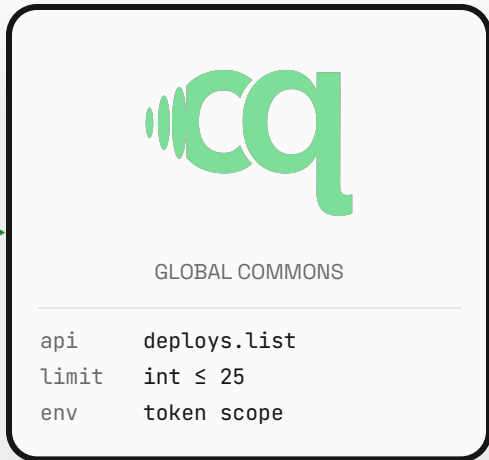 cq
GLOBAL COMMONS
api deploys.list
limit int ≤ 25
env token scope